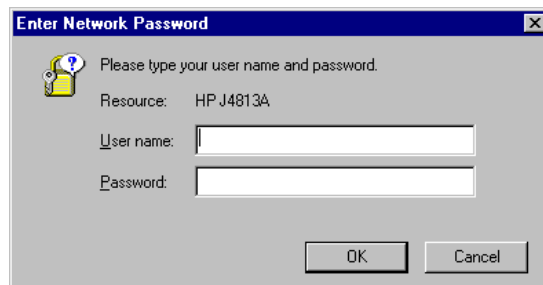 Enter Network Password
Please type your user name and password.
Resource: HP J4813A
User name:
Password:
OK Cancel